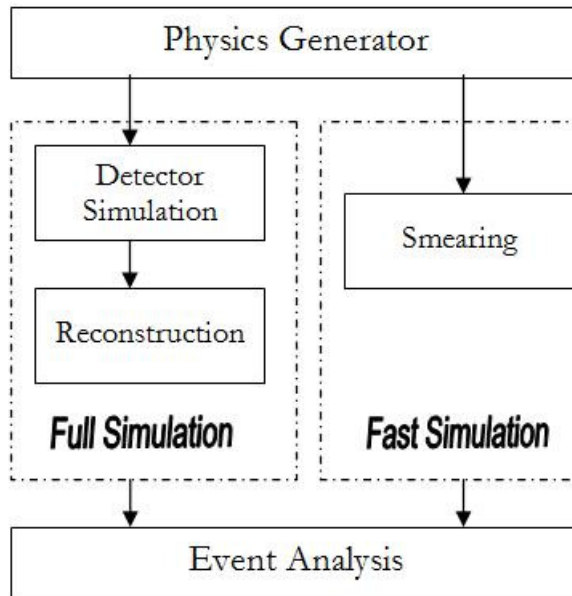 Physics Generator
Detector
Simulation
Reconstruction
Full Simulation
Smearing
Fast Simulation
Event Analysis